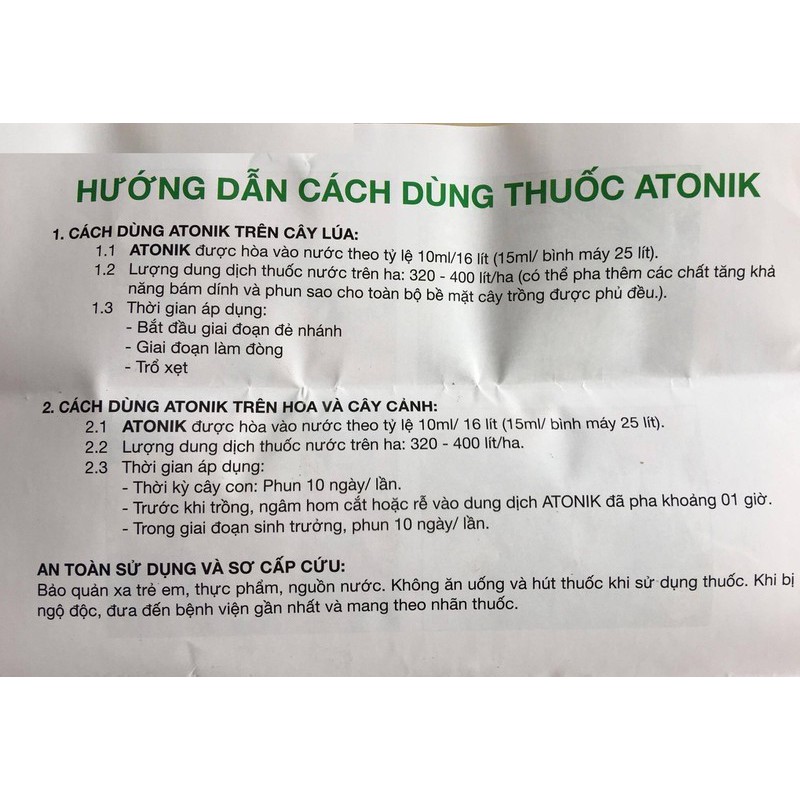 HƯỚNG DẪN CÁCH DÙNG THUỐC ATONIK
1. CÁCH DÙNG ATONIK TRÊN CÂY LÚA:
1.1 ATONIK được hòa vào nước theo tỷ lệ 10ml/16 lít (15ml/ bình máy 25 lít).
1.2 Lượng dung dịch thuốc nước trên ha: 320 - 400 lít/ha (có thể pha thêm các chất tăng khả
năng bám dính và phun sao cho toàn bộ bề mặt cây trồng được phủ đều.).
1.3 Thời gian áp dụng:
- Bắt đầu giai đoạn đẻ nhánh
- Giai đoạn làm đòng
- Trổ xẹt
2. CÁCH DÙNG ATONIK TRÊN HOA VÀ CÂY CẢNH:
2.1 ATONIK được hòa vào nước theo tỷ lệ 10ml/ 16 lít (15ml/ bình máy 25 lít).
2.2 Lượng dung dịch thuốc nước trên ha: 320 - 400 lít/ha.
2.3 Thời gian áp dụng:
- Thời kỳ cây con: Phun 10 ngày/ lần.
- Trước khi trồng, ngâm hom cắt hoặc rễ vào dung dịch ATONIK đã pha khoảng 01 giờ.
- Trong giai đoạn sinh trưởng, phun 10 ngày/ lần.
AN TOÀN SỬ DỤNG VÀ SƠ CẤP CỨU:
Bảo quản xa trẻ em, thực phẩm, nguồn nước. Không ăn uống và hút thuốc khi sử dụng thuốc. Khi bị
ngộ độc, đưa đến bệnh viện gần nhất và mang theo nhãn thuốc.